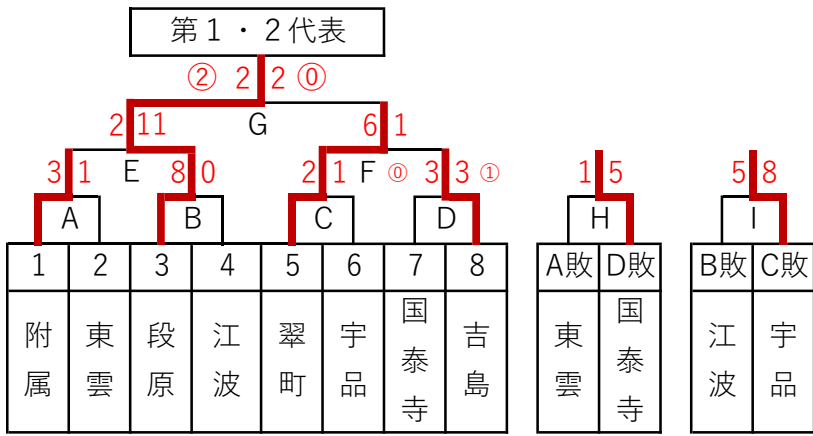 第１・２代表
② 2 2 ⓪
2 11 G 6 1
3 1 E 8 0 2 1 F ⓪ 3 3 ① 1 5 5 8
A B C D H I
1 2 3 4 5 6 7 8 A敗 D敗 B敗 C敗
附属 東雲 段原 江波 翠町 宇品 国泰寺 吉島 東雲 国泰寺 江波 宇品